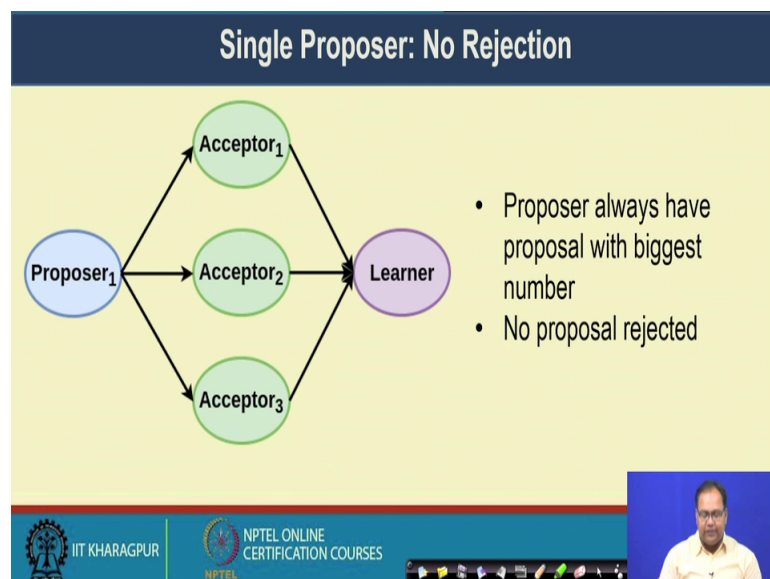 Single Proposer: No Rejection
Acceptor1
Proposer1
Acceptor2
Learner
Acceptor3
• Proposer always have
proposal with biggest
number
• No proposal rejected
IIT KHARAGPUR
NPTEL ONLINE
CERTIFICATION COURSES
NPTEL